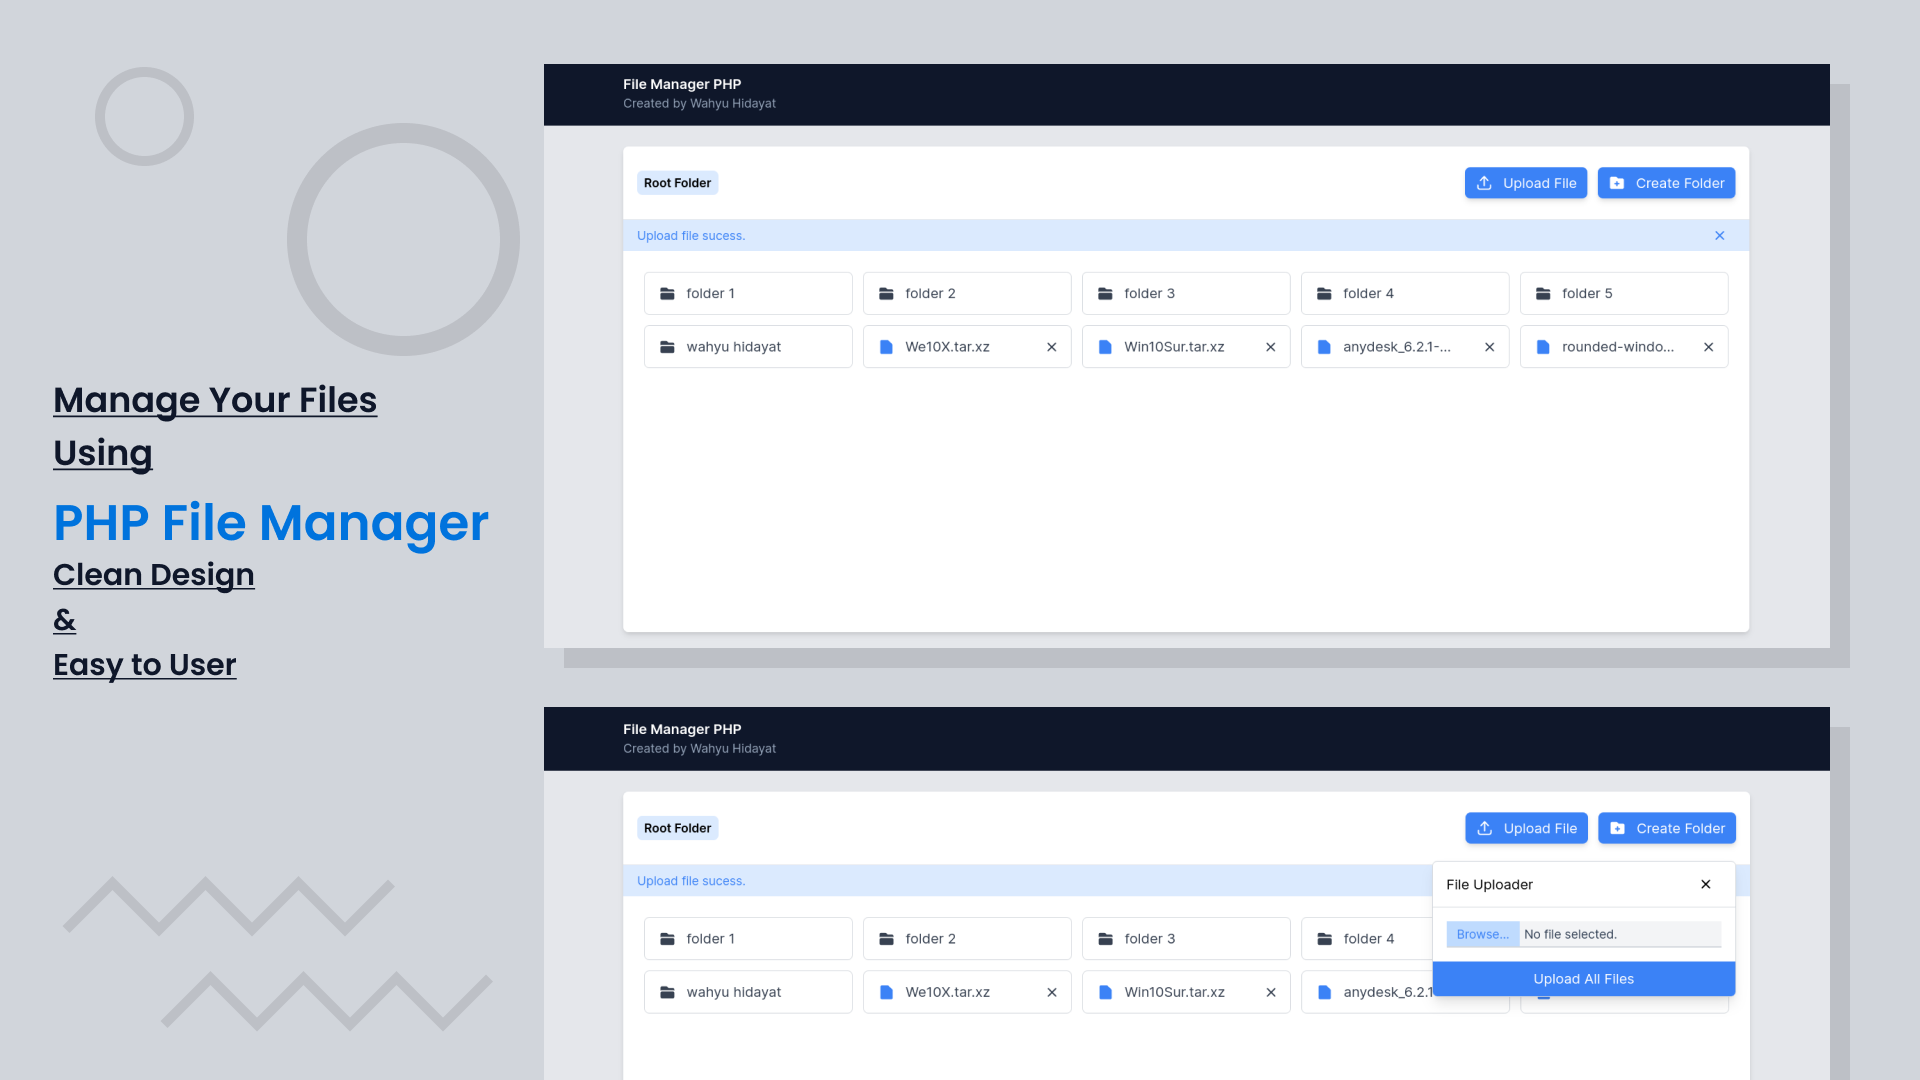 Manage Your Files
Using
PHP File Manager
Clean Design
&
Easy to User
File Manager PHP
Created by Wahyu Hidayat
Root Folder
Upload File
Create Folder
Upload file sucess.
folder 1
folder 2
folder 3
folder 4
folder 5
wahyu hidayat
We10X.tar.xz
Win10Sur.tar.xz
anydesk_6.2.1-...
rounded-windo...
File Manager PHP
Created by Wahyu Hidayat
Root Folder
Upload File
Create Folder
Upload file sucess.
File Uploader
Browse...
No file selected.
Upload All Files
folder 1
folder 2
folder 3
folder 4
wahyu hidayat
We10X.tar.xz
Win10Sur.tar.xz
anydesk_6.2.1